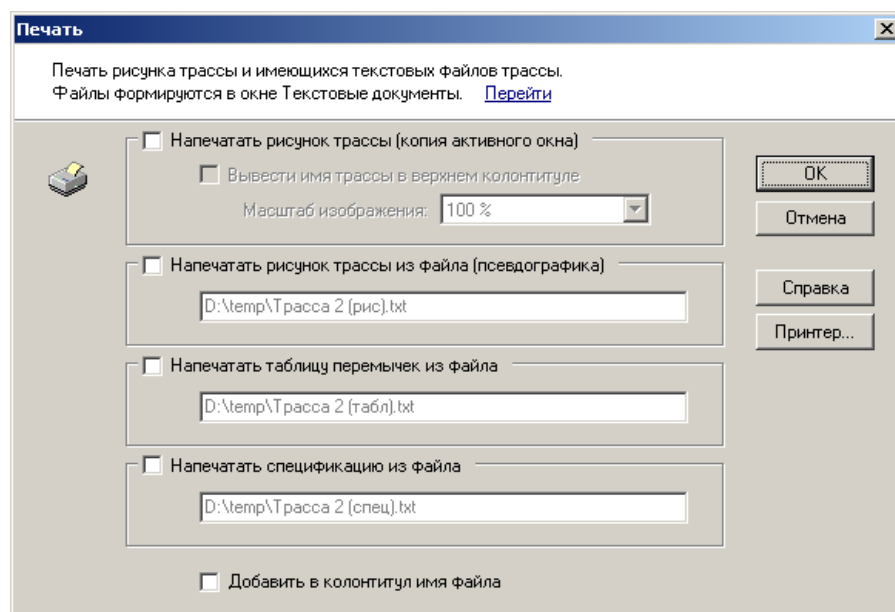 Печать
Печать рисунка трассы и имеющихся текстовых файлов трассы.
Файлы формируются в окне Текстовые документы. Перейти
Напечатать рисунок трассы (копия активного окна)
Вывести имя трассы в верхнем колонтитуле
Масштаб изображения: 100 %
Напечатать рисунок трассы из файла (псевдографика)
D:\temp\Трасса 2 (рис).txt
Напечатать таблицу перемычек из файла
D:\temp\Трасса 2 (табл).txt
Напечатать спецификацию из файла
D:\temp\Трасса 2 (спец).txt
Добавить в колонтитул имя файла
OK
Отмена
Справка
Принтер...